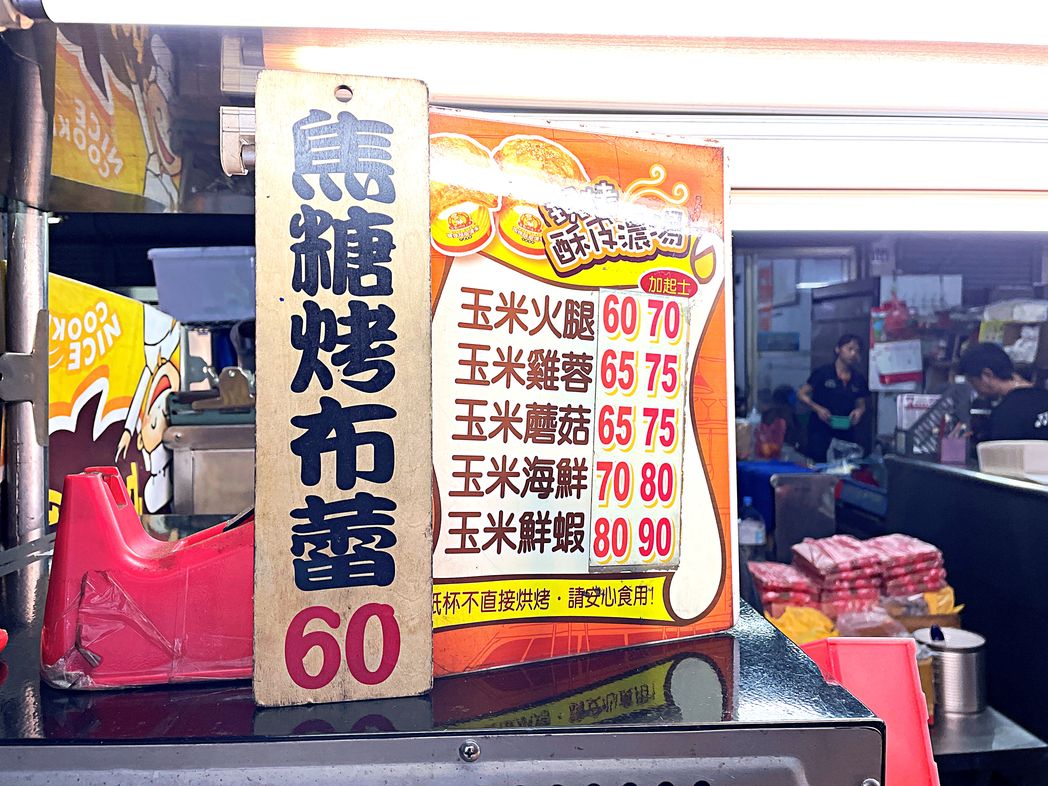 焦糖烤布蕾
60
酥皮濃湯
加起士
玉米火腿 60 70
玉米雞蓉 65 75
玉米蘑菇 65 75
玉米海鮮 70 80
玉米鮮蝦 80 90
紙杯不直接烘烤·請安心食用!
NICE
COOK
NICE
COOK